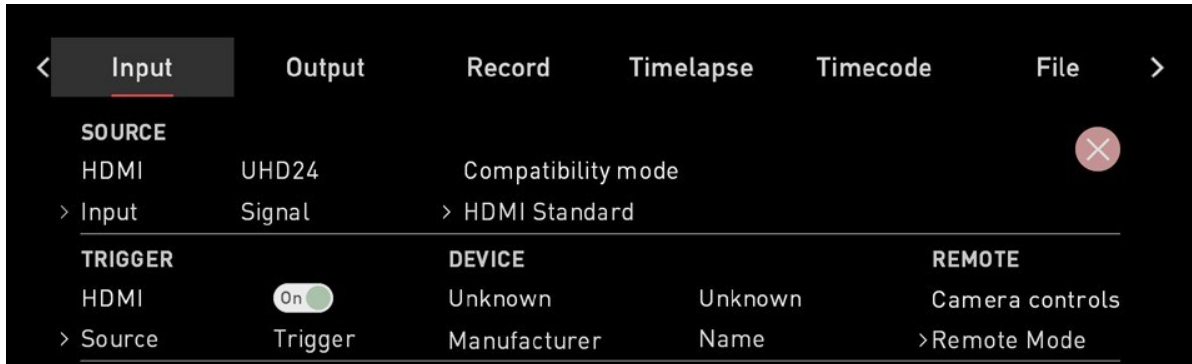 < Input Output Record Timelapse Timecode File >
SOURCE
HDMI UHD24 Compatibility mode
> Input Signal > HDMI Standard
TRIGGER DEVICE REMOTE
HDMI On Unknown Unknown Camera controls
> Source Trigger Manufacturer Name >Remote Mode